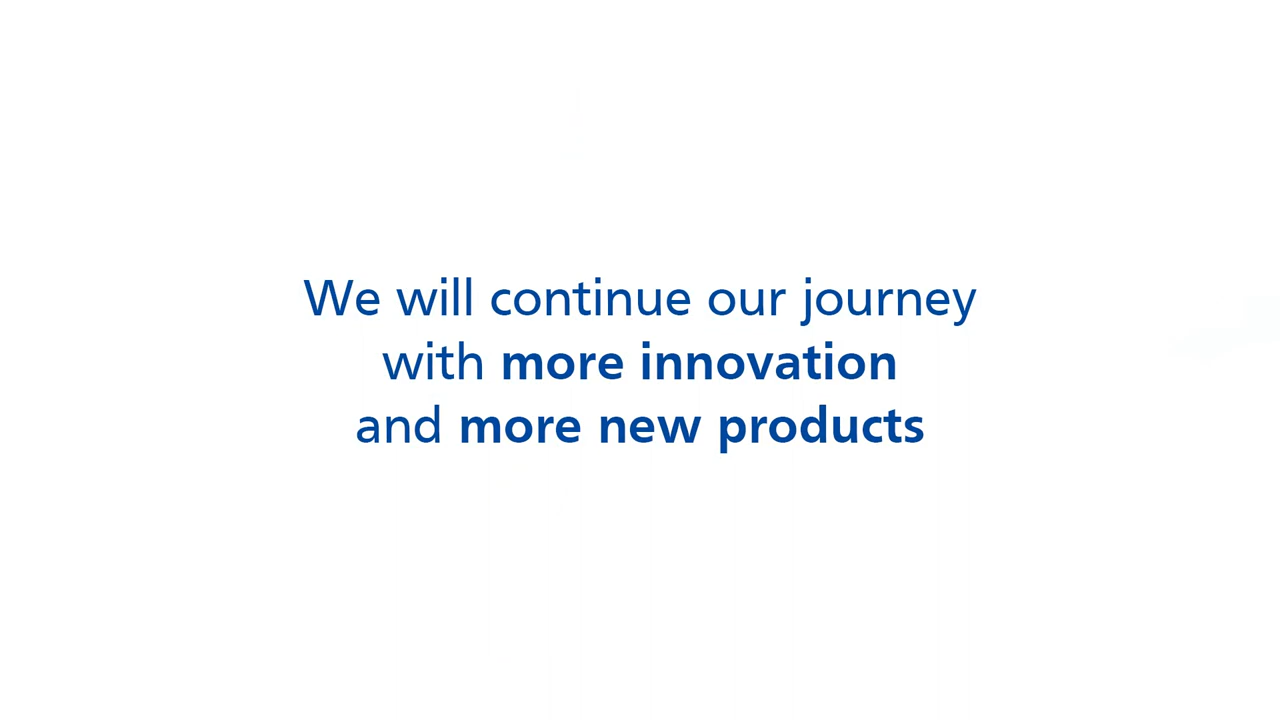 We will continue our journey
with more innovation
and more new products